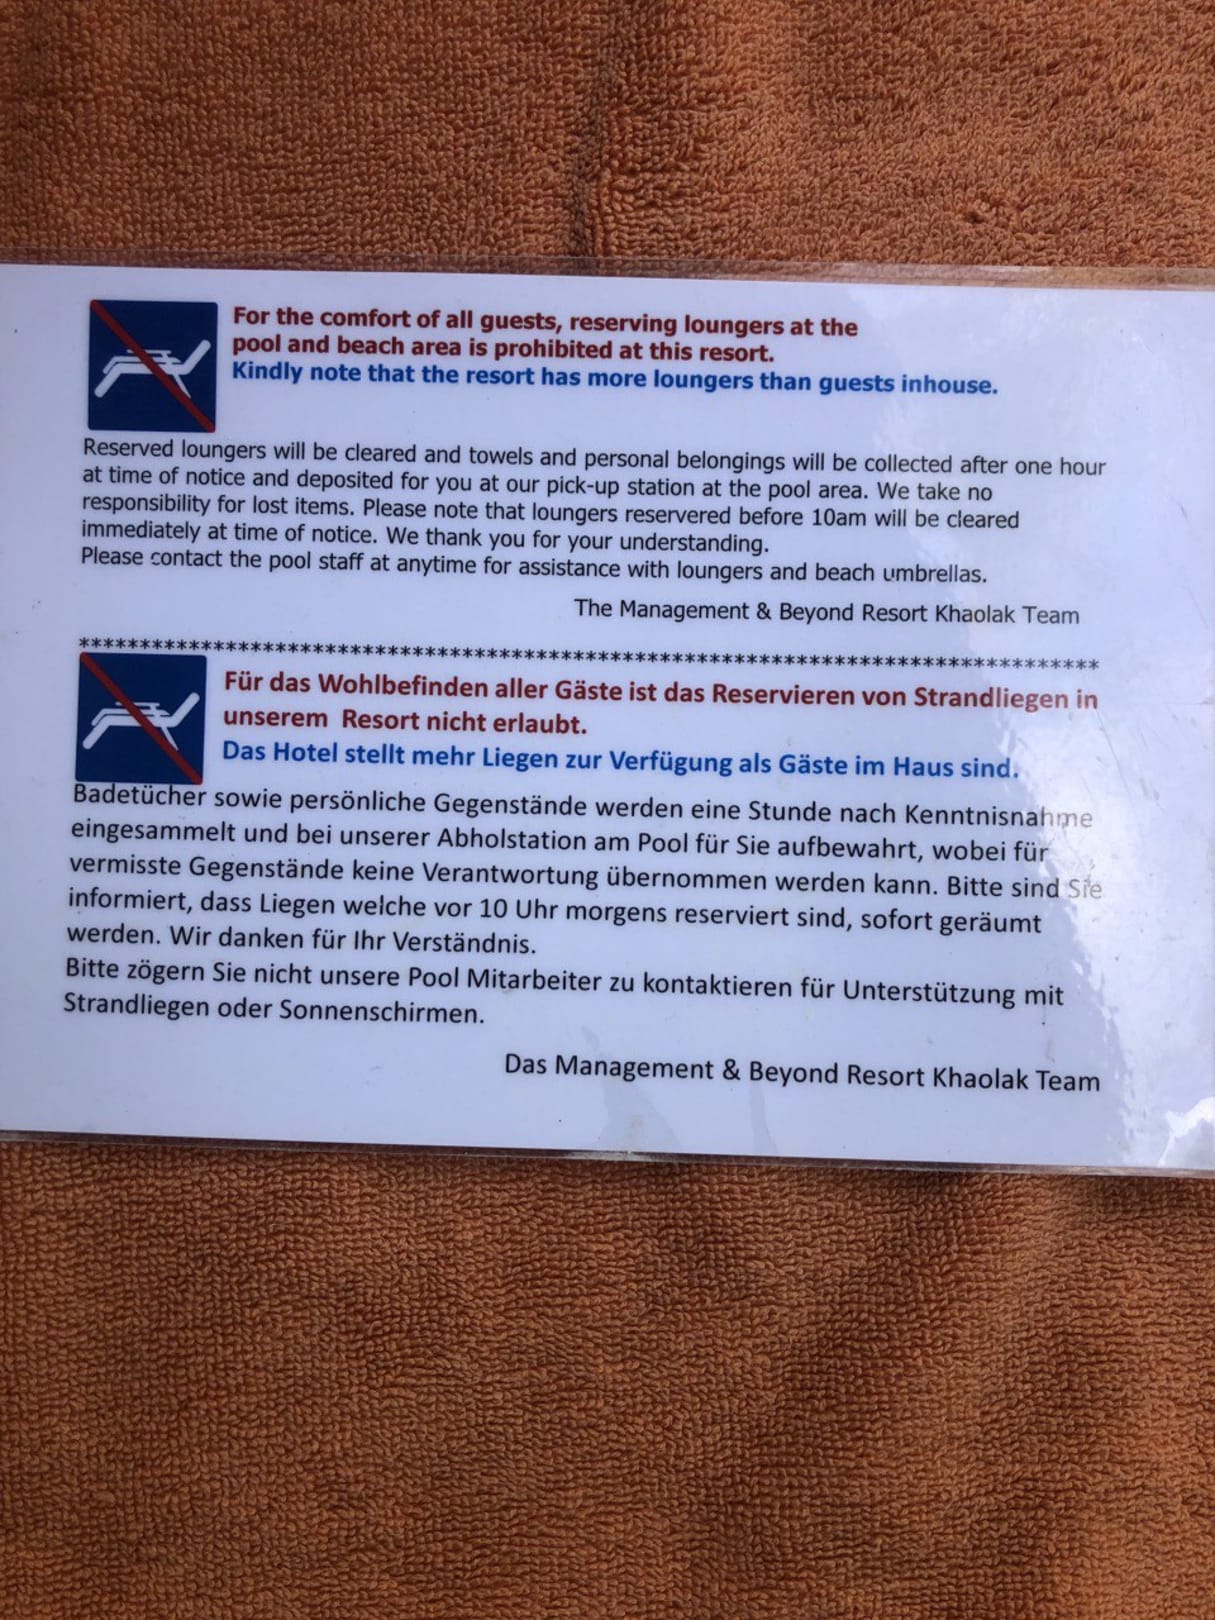 For the comfort of all guests, reserving loungers at the
pool and beach area is prohibited at this resort.
Kindly note that the resort has more loungers than guests inhouse.
Reserved loungers will be cleared and towels and personal belongings will be collected after one hour
at time of notice and deposited for you at our pick-up station at the pool area. We take no
responsibility for lost items. Please note that loungers reservered before 10am will be cleared
immediately at time of notice. We thank you for your understanding.
Please contact the pool staff at anytime for assistance with loungers and beach umbrellas.
The Management & Beyond Resort Khaolak Team
************************************************************************************
Für das Wohlbefinden aller Gäste ist das Reservieren von Strandliegen in
unserem Resort nicht erlaubt.
Das Hotel stellt mehr Liegen zur Verfügung als Gäste im Haus sind.
Badetücher sowie persönliche Gegenstände werden eine Stunde nach Kenntnisnahme
eingesammelt und bei unserer Abholstation am Pool für Sie aufbewahrt, wobei für
vermisste Gegenstände keine Verantwortung übernommen werden kann. Bitte sind Sie
informiert, dass Liegen welche vor 10 Uhr morgens reserviert sind, sofort geräumt
werden. Wir danken für Ihr Verständnis.
Bitte zögern Sie nicht unsere Pool Mitarbeiter zu kontaktieren für Unterstützung mit
Strandliegen oder Sonnenschirmen.
Das Management & Beyond Resort Khaolak Team